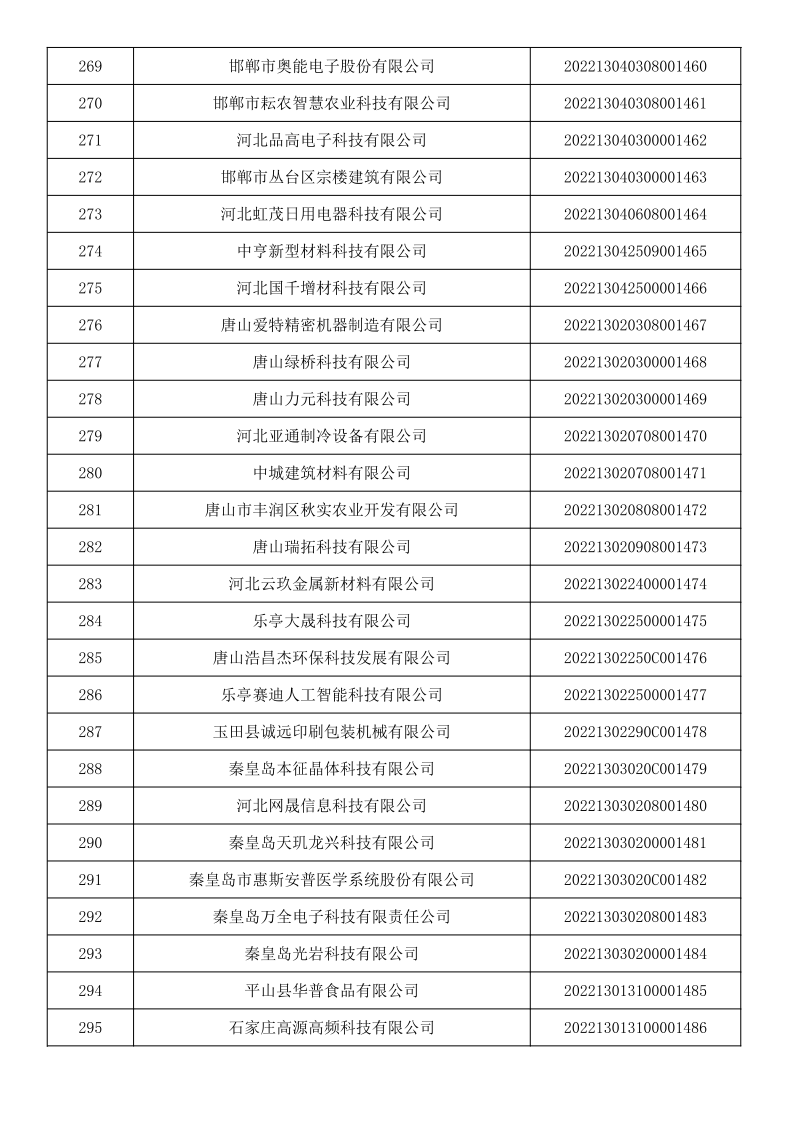 269 邯郸市奥能电子股份有限公司 202213040308001460
270 邯郸市耘农智慧农业科技有限公司 202213040308001461
271 河北品高电子科技有限公司 202213040300001462
272 邯郸市丛台区宗楼建筑有限公司 202213040300001463
273 河北虹茂日用电器科技有限公司 202213040608001464
274 中亨新型材料科技有限公司 202213042509001465
275 河北国千增材科技有限公司 202213042500001466
276 唐山爱特精密机器制造有限公司 202213020308001467
277 唐山绿桥科技有限公司 202213020300001468
278 唐山力元科技有限公司 202213020300001469
279 河北亚通制冷设备有限公司 202213020708001470
280 中城建筑材料有限公司 202213020708001471
281 唐山市丰润区秋实农业开发有限公司 202213020808001472
282 唐山瑞拓科技有限公司 202213020908001473
283 河北云玖金属新材料有限公司 202213022400001474
284 乐亭大晟科技有限公司 202213022500001475
285 唐山浩昌杰环保科技发展有限公司 20221302250C001476
286 乐亭赛迪人工智能科技有限公司 202213022500001477
287 玉田县诚远印刷包装机械有限公司 20221302290C001478
288 秦皇岛本征晶体科技有限公司 20221303020C001479
289 河北网晟信息科技有限公司 202213030208001480
290 秦皇岛天玑龙兴科技有限公司 202213030200001481
291 秦皇岛市惠斯安普医学系统股份有限公司 20221303020C001482
292 秦皇岛万全电子科技有限责任公司 202213030208001483
293 秦皇岛光岩科技有限公司 202213030200001484
294 平山县华普食品有限公司 202213013100001485
295 石家庄高源高频科技有限公司 202213013100001486